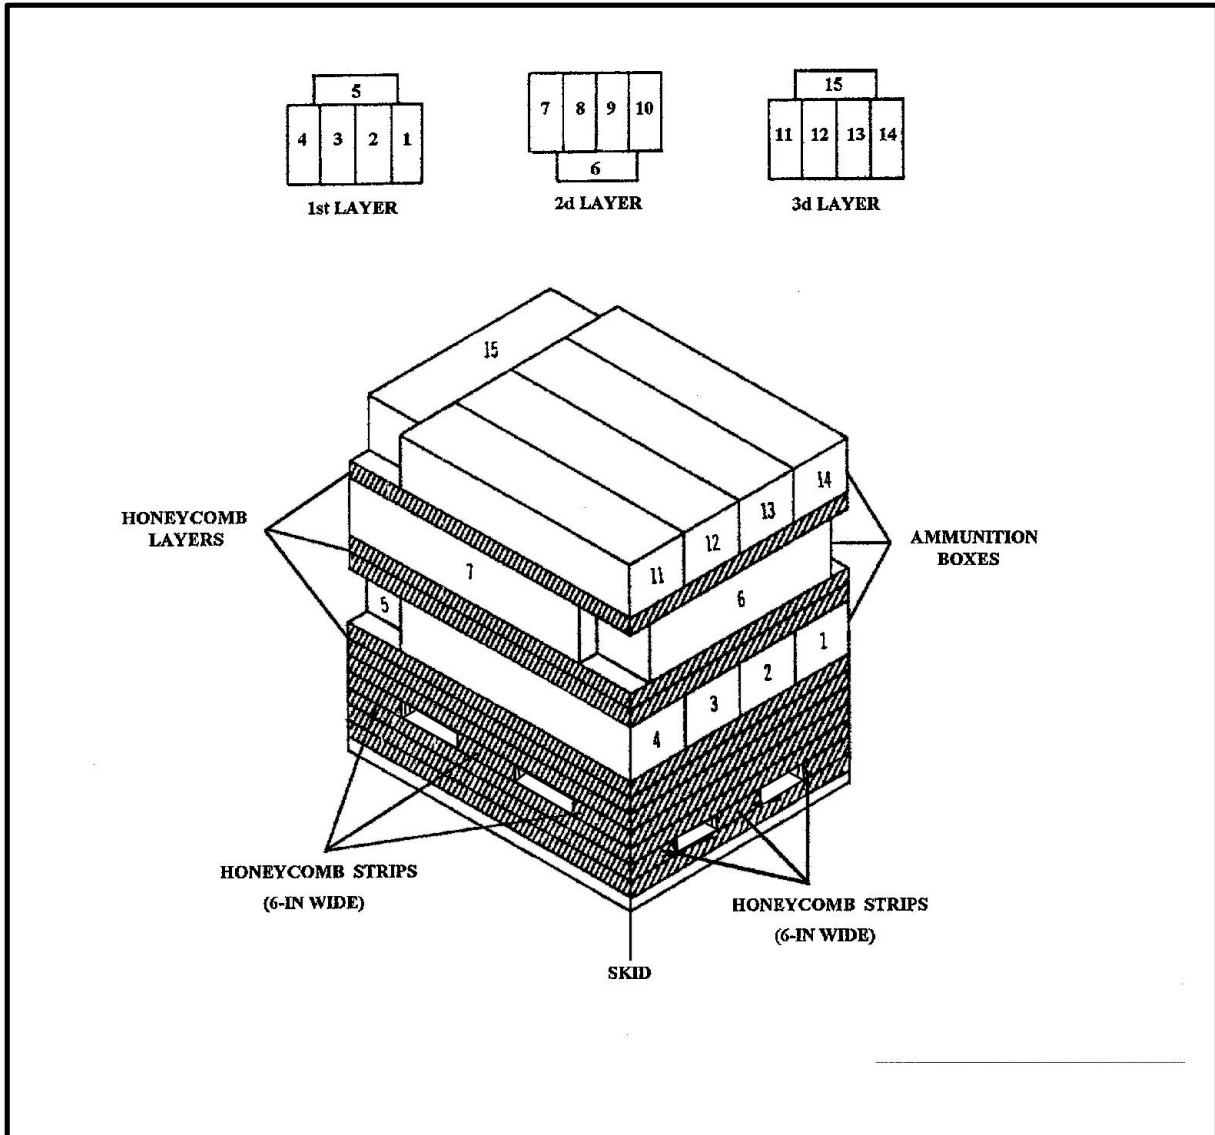 5
4 3 2 1
1st LAYER
7 8 9 10
6
2d LAYER
15
11 12 13 14
3d LAYER
15
14
13
12
11
HONEYCOMB
LAYERS
AMMUNITION
BOXES
7
6
5
1
2
3
4
HONEYCOMB STRIPS
(6-IN WIDE)
HONEYCOMB STRIPS
(6-IN WIDE)
SKID